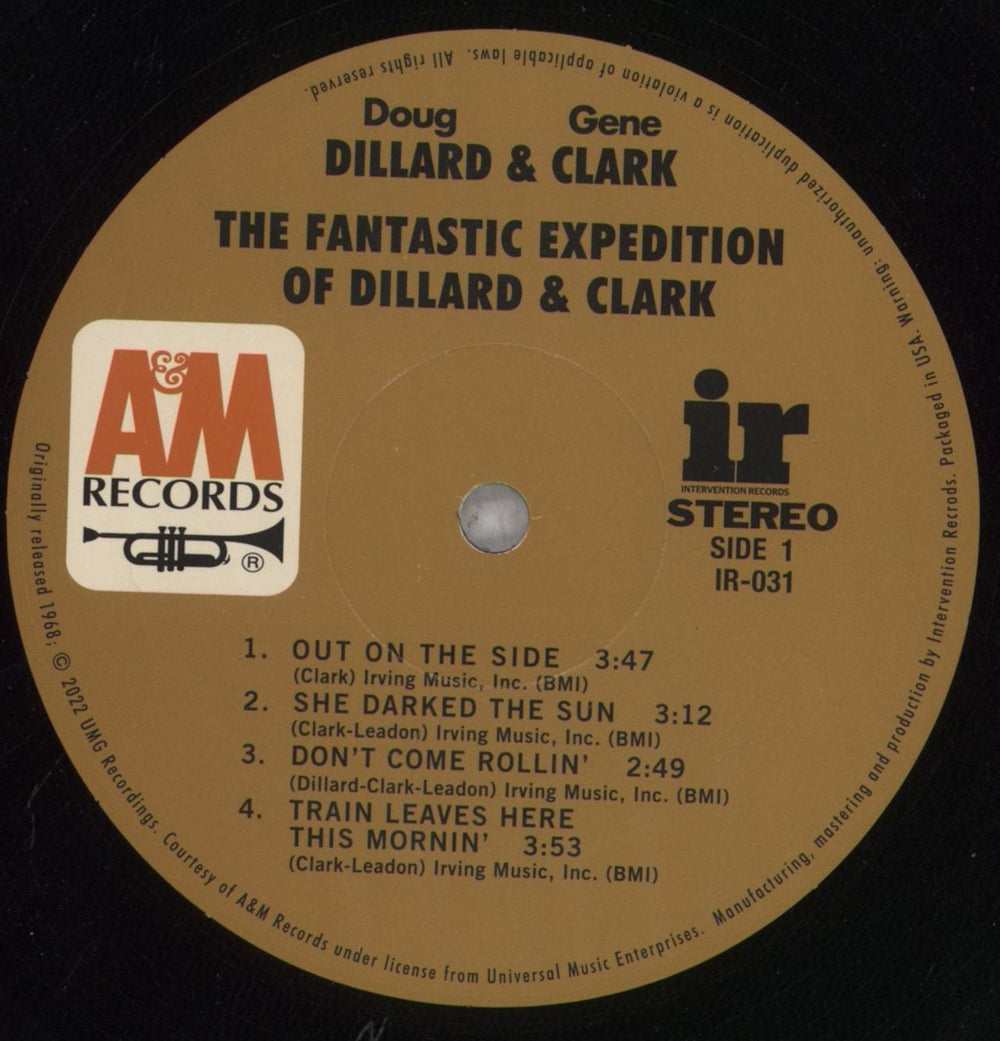 Doug Gene
DILLARD & CLARK
THE FANTASTIC EXPEDITION
OF DILLARD & CLARK
A&M
RECORDS
®
ir
INTERVENTION RECORDS
STEREO
SIDE 1
IR-031
1. OUT ON THE SIDE 3:47
(Clark) Irving Music, Inc. (BMI)
2. SHE DARKED THE SUN 3:12
(Clark-Leadon) Irving Music, Inc. (BMI)
3. DON'T COME ROLLIN' 2:49
(Dillard-Clark-Leadon) Irving Music, Inc. (BMI)
4. TRAIN LEAVES HERE
THIS MORNIN' 3:53
(Clark-Leadon) Irving Music, Inc. (BMI)
Originally released 1968; © 2022 UMG Recordings. Courtesy of A&M Records under license from Universal Music Enterprises. Manufacturing, mastering and production by Intervention Recrods. Packaged in USA. Warning: unauthorized duplication is a violation of applicable laws. All rights reserved.